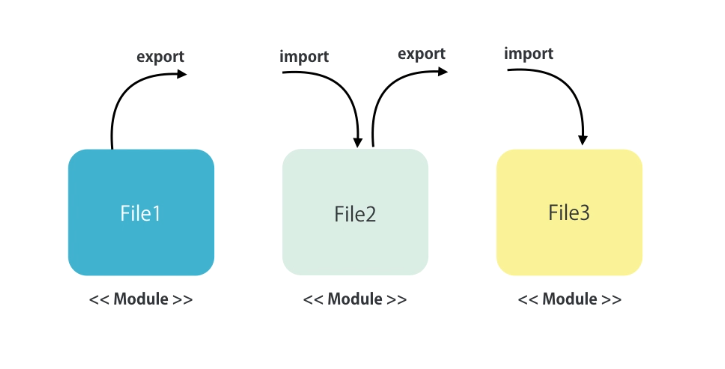 export
import
export
import
File1
File2
File3
<< Module >>
<< Module >>
<< Module >>